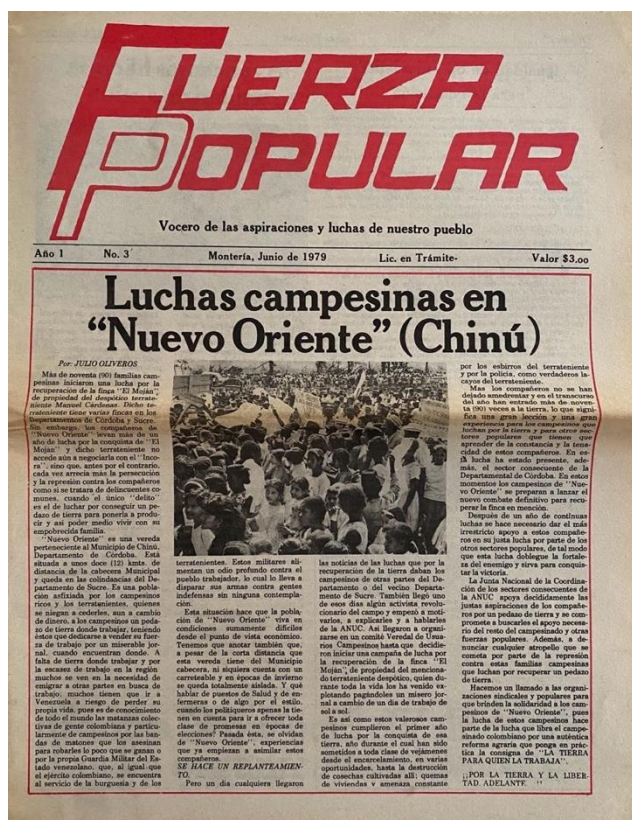 FUERZA
POPULAR
Vocero de las aspiraciones y luchas de nuestro pueblo
Año 1 No. 3 Montería, Junio de 1979 Lic. en Trámite- Valor $3.00
Luchas campesinas en
“Nuevo Oriente” (Chinú)
Por: JULIO OLIVEROS
Más de noventa (90) familias cam-
pesinas iniciaron una lucha por la
recuperación de la finca "El Moján",
de propiedad del despótico terrate-
niente Manuel Cárdenas. Dicho te-
rrateniente tiene varias fincas en los
Departamentos de Córdoba y Sucre.
Sin embargo, los compañeros de
"Nuevo Oriente" llevan más de un
año de lucha por la conquista de "El
Moján" y dicho terrateniente no
accede aún a negociarla con el "Inco-
ra", sino que, antes por el contrario,
cada vez arrecia más la persecución
y la represión contra los compañeros
como si se tratara de delincuentes co-
munes, cuando el único "delito"
es el de luchar por conseguir un pe-
dazo de tierra para ponerla a produ-
cir y así poder medio vivir con su
empobrecida familia.
"Nuevo Oriente" es una vereda
perteneciente al Municipio de Chinú,
Departamento de Córdoba. Está
situada a unos doce (12) kmts. de
distancia de la cabecera Municipal
y queda en las colindancias del De-
partamento de Sucre. Es una pobla-
ción asfixiada por los campesinos
ricos y los terratenientes, quienes
se niegan a cederles, aun a cambio
de dinero, a los campesinos un peda-
zo de tierra donde trabajar, teniendo
éstos que dedicarse a vender su fuer-
za de trabajo por un miserable jor-
nal, cuando encuentran donde. A
falta de tierra donde trabajar y por
la escasez de trabajo en la región
muchos se ven en la necesidad de
emigrar a otras partes en busca de
trabajo, muchos tienen que ir a
Venezuela a riesgo de perder su
propia vida, pues es de conocimiento
de todo el mundo las matanzas colec-
tivas de gente colombiana y particu-
larmente de campesinos por las ban-
das de matones que los asesinan
para robarles lo poco que se ganan o
por la propia Guardia Militar del Es-
tado venezolano, que, al igual que
el ejército colombiano, se encuentra
al servicio de la burguesía y de los
terratenientes. Estos militares ali-
mentan un odio profundo contra el
pueblo trabajador, lo cual lo lleva a
disparar sus armas contra gentes
indefensas sin ninguna contempla-
ción.
Esta situación hace que la pobla-
ción de "Nuevo Oriente" viva en
condiciones sumamente difíciles
desde el punto de vista económico.
Tenemos que anotar también que,
a pesar de la corta distancia que
esta vereda tiene del Municipio
cabecera, ni siquiera cuenta con un
carreteable y en épocas de invierno
se queda totalmente aislada. Y qué
hablar de puestos de Salud y de en-
fermeros o de algo por el estilo,
cuando los politiqueros apenas la tie-
nen en cuenta para ir a ofrecer toda
clase de promesas en épocas de
elecciones! Pasada ésta, se olvidan
de "Nuevo Oriente", experiencias
que ya empiezan a asimilar estos
compañeros.
SE HACE UN REPLANTEAMIEN-
TO.
Pero un día cualquiera llegaron
las noticias de las luchas que por la
recuperación de tierra daban los
campesinos de otras partes del De-
partamento o del vecino Departa-
mento de Sucre. También llegó uno
de esos días algún activista revolu-
cionario del campo y empezó a moti-
varlos, a explicarles y a hablarles
de la ANUC. Así llegaron a organi-
zarse en un comité Veredal de Usua-
rios Campesinos hasta que decidie-
ron iniciar una campaña de lucha por
la recuperación de la finca "El
Moján", de propiedad del menciona-
do terrateniente despótico, quien du-
rante toda la vida los ha venido ex-
plotando pagándoles un mísero jor-
nal a cambio de un día de trabajo de
sol a sol.
Es así como estos valerosos cam-
pesinos cumplieron el primer año
de lucha por la conquista de esa
tierra, año durante el cual han sido
sometidos a toda clase de vejámenes
desde el encarcelamiento, en varias
oportunidades, hasta la destrucción
de cosechas cultivadas allí; quemas
de viviendas y amenaza constante
por los esbirros del terrateniente
y por la policía, como verdaderos la-
cayos del terrateniente.
Mas los compañeros no se han
dejado amedrentar y en el transcurso
del año han entrado más de noven-
ta (90) veces a la tierra, lo que signi-
fica una gran lección y una gran
experiencia para los campesinos que
luchan por la tierra y para otros sec-
tores populares que tienen que
aprender de la constancia y la tena-
cidad de estos compañeros. En es-
ta lucha ha estado presente, ade-
más, el sector consecuente de la
Departamental de Córdoba. En estos
momentos los campesinos de "Nue-
vo Oriente" se preparan a lanzar el
nuevo combate definitivo para recu-
perar la finca en mención.
Después de un año de continuas
luchas se hace necesario dar el más
irrestricto apoyo a estos compañe-
ros en su justa lucha por parte de los
otros sectores populares, de tal modo
que esta lucha doblegue la fortale-
za del enemigo y sirva para conquis-
tar la victoria.
La Junta Nacional de la Coordina-
ción de los sectores consecuentes de
la ANUC apoya decididamente las
justas aspiraciones de los compañe-
ros por un pedazo de tierra y se com-
promete a buscarles el apoyo necesa-
rio del resto del campesinado y otras
fuerzas populares. Además, a de-
nunciar cualquier atropello que se
cometa por parte de la represión
contra estas familias campesinas
que luchan por recuperar un pedazo
de tierra.
Hacemos un llamado a las organi-
zaciones sindicales y populares para
que brinden la solidaridad a los cam-
pesinos de "Nuevo Oriente", pues
la lucha de estos campesinos hace
parte de la lucha que libra el campe-
sinado colombiano por una auténtica
reforma agraria que ponga en prác-
tica la consigna de "LA TIERRA
PARA QUIEN LA TRABAJA".
¡¡POR LA TIERRA Y LA LIBER-
TAD, ADELANTE. "